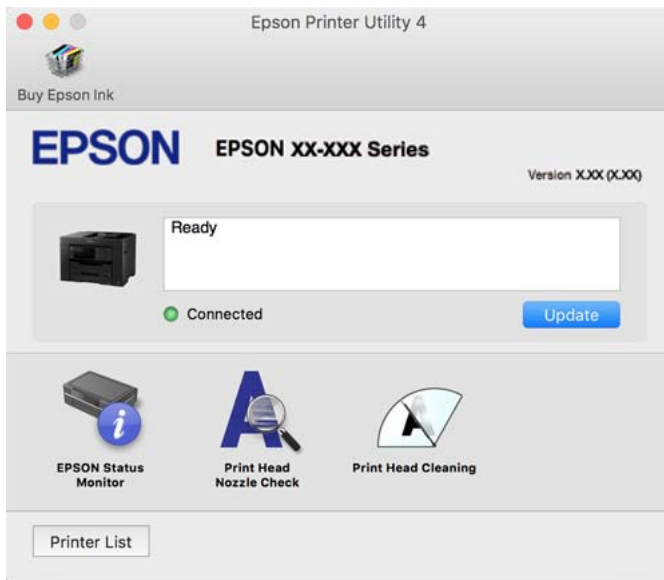 Epson Printer Utility 4
Buy Epson Ink
EPSON
EPSON XX-XXX Series
Version X.XX (X.XX)
Ready
Connected
Update
EPSON Status
Monitor
Print Head
Nozzle Check
Print Head Cleaning
Printer List